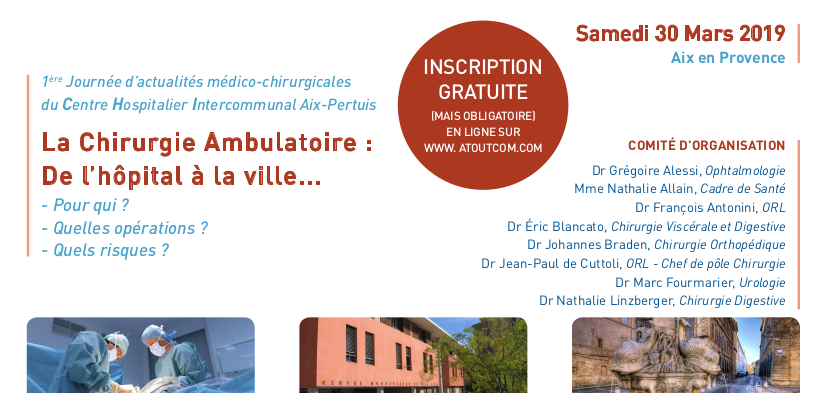 1ère Journée d'actualités médico-chirurgicales
du Centre Hospitalier Intercommunal Aix-Pertuis
La Chirurgie Ambulatoire :
De l'hôpital à la ville...
- Pour qui ?
- Quelles opérations ?
- Quels risques ?
INSCRIPTION
GRATUITE
(MAIS OBLIGATOIRE)
EN LIGNE SUR
WWW. ATOUTCOM.COM
Samedi 30 Mars 2019
Aix en Provence
COMITÉ D'ORGANISATION
Dr Grégoire Alessi, Ophtalmologie
Mme Nathalie Allain, Cadre de Santé
Dr François Antonini, ORL
Dr Éric Blancato, Chirurgie Viscérale et Digestive
Dr Johannes Braden, Chirurgie Orthopédique
Dr Jean-Paul de Cuttoli, ORL - Chef de pôle Chirurgie
Dr Marc Fourmarier, Urologie
Dr Nathalie Linzberger, Chirurgie Digestive
CENTRE HOSPITALIER